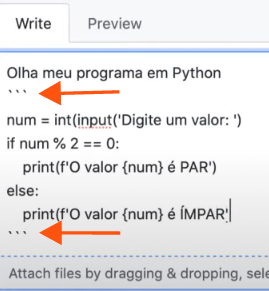 Write Preview
Olha meu programa em Python
```
num = int(input('Digite um valor: ')
if num % 2 == 0:
    print(f'O valor {num} é PAR')
else:
    print(f'O valor {num} é ÍMPAR'
```
Attach files by dragging & dropping, sele